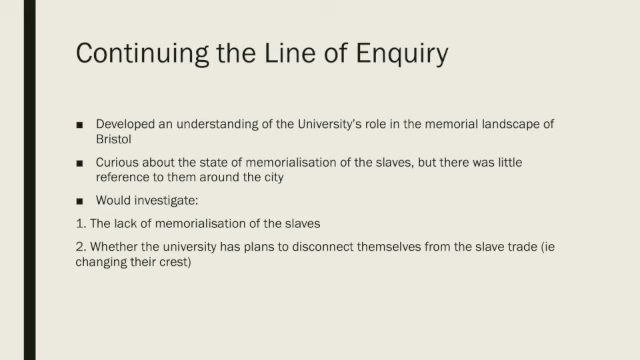 Continuing the Line of Enquiry
■ Developed an understanding of the University's role in the memorial landscape of
Bristol
■ Curious about the state of memorialisation of the slaves, but there was little
reference to them around the city
■ Would investigate:
1. The lack of memorialisation of the slaves
2. Whether the university has plans to disconnect themselves from the slave trade (ie
changing their crest)